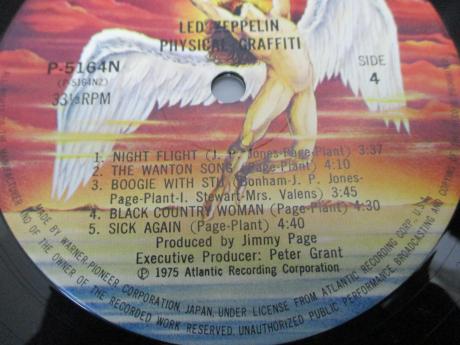 LED ZEPPELIN
PHYSICAL GRAFFITI
P-5164N
(P-5164N2)
33⅓RPM
SIDE
4
1. NIGHT FLIGHT (J. P. Jones-Page-Plant) 3:37
2. THE WANTON SONG (Page-Plant) 4:10
3. BOOGIE WITH STU (Bonham-J. P. Jones-
Page-Plant-I. Stewart-Mrs. Valens) 3:45
4. BLACK COUNTRY WOMAN (Page-Plant) 4:30
5. SICK AGAIN (Page-Plant) 4:40
Produced by Jimmy Page
Executive Producer: Peter Grant
Ⓟ 1975 Atlantic Recording Corporation
MADE BY WARNER-PIONEER CORPORATION, JAPAN, UNDER LICENSE FROM ATLANTIC RECORDING CORP., U.S.A.
AND OF THE OWNER OF THE RECORDED WORK RESERVED. UNAUTHORIZED PUBLIC PERFORMANCE, BROADCASTING AND